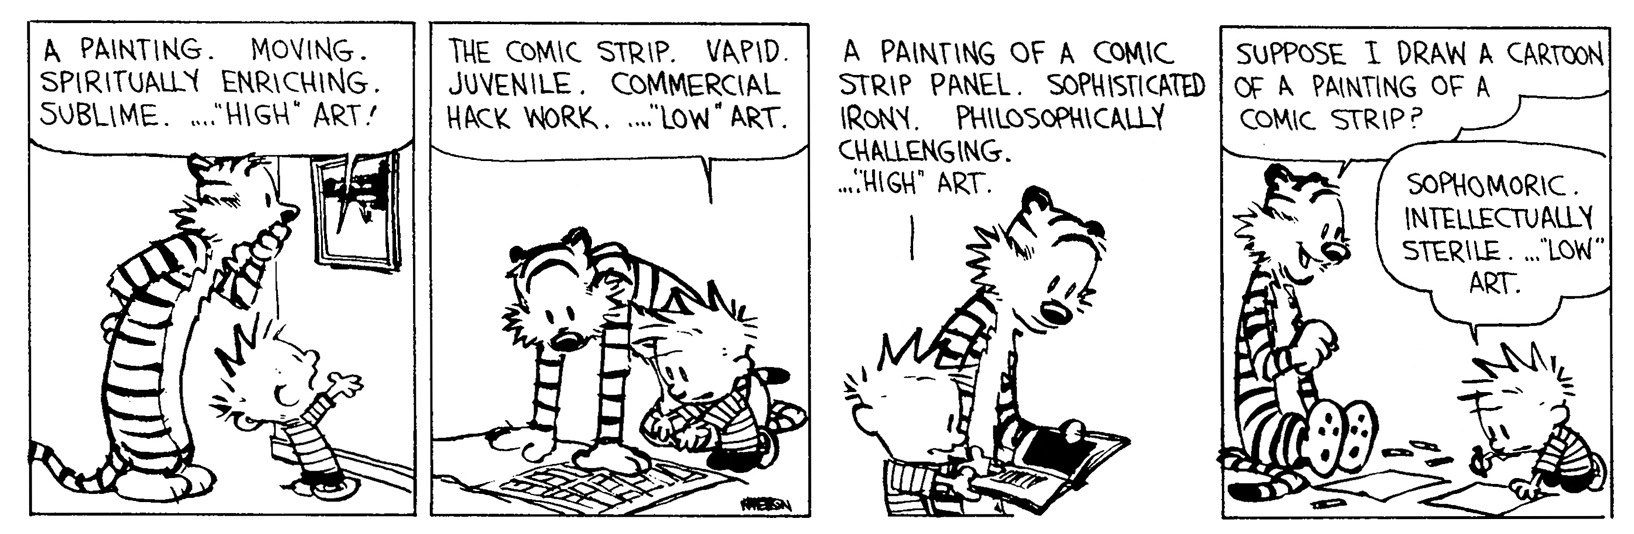 A PAINTING. MOVING.
SPIRITUALLY ENRICHING.
SUBLIME. ...."HIGH" ART!
THE COMIC STRIP. VAPID.
JUVENILE. COMMERCIAL
HACK WORK. ...."LOW" ART.
WATTERSON
A PAINTING OF A COMIC
STRIP PANEL. SOPHISTICATED
IRONY. PHILOSOPHICALLY
CHALLENGING.
...."HIGH" ART.
SUPPOSE I DRAW A CARTOON
OF A PAINTING OF A
COMIC STRIP?
SOPHOMORIC.
INTELLECTUALLY
STERILE. ..."LOW"
ART.